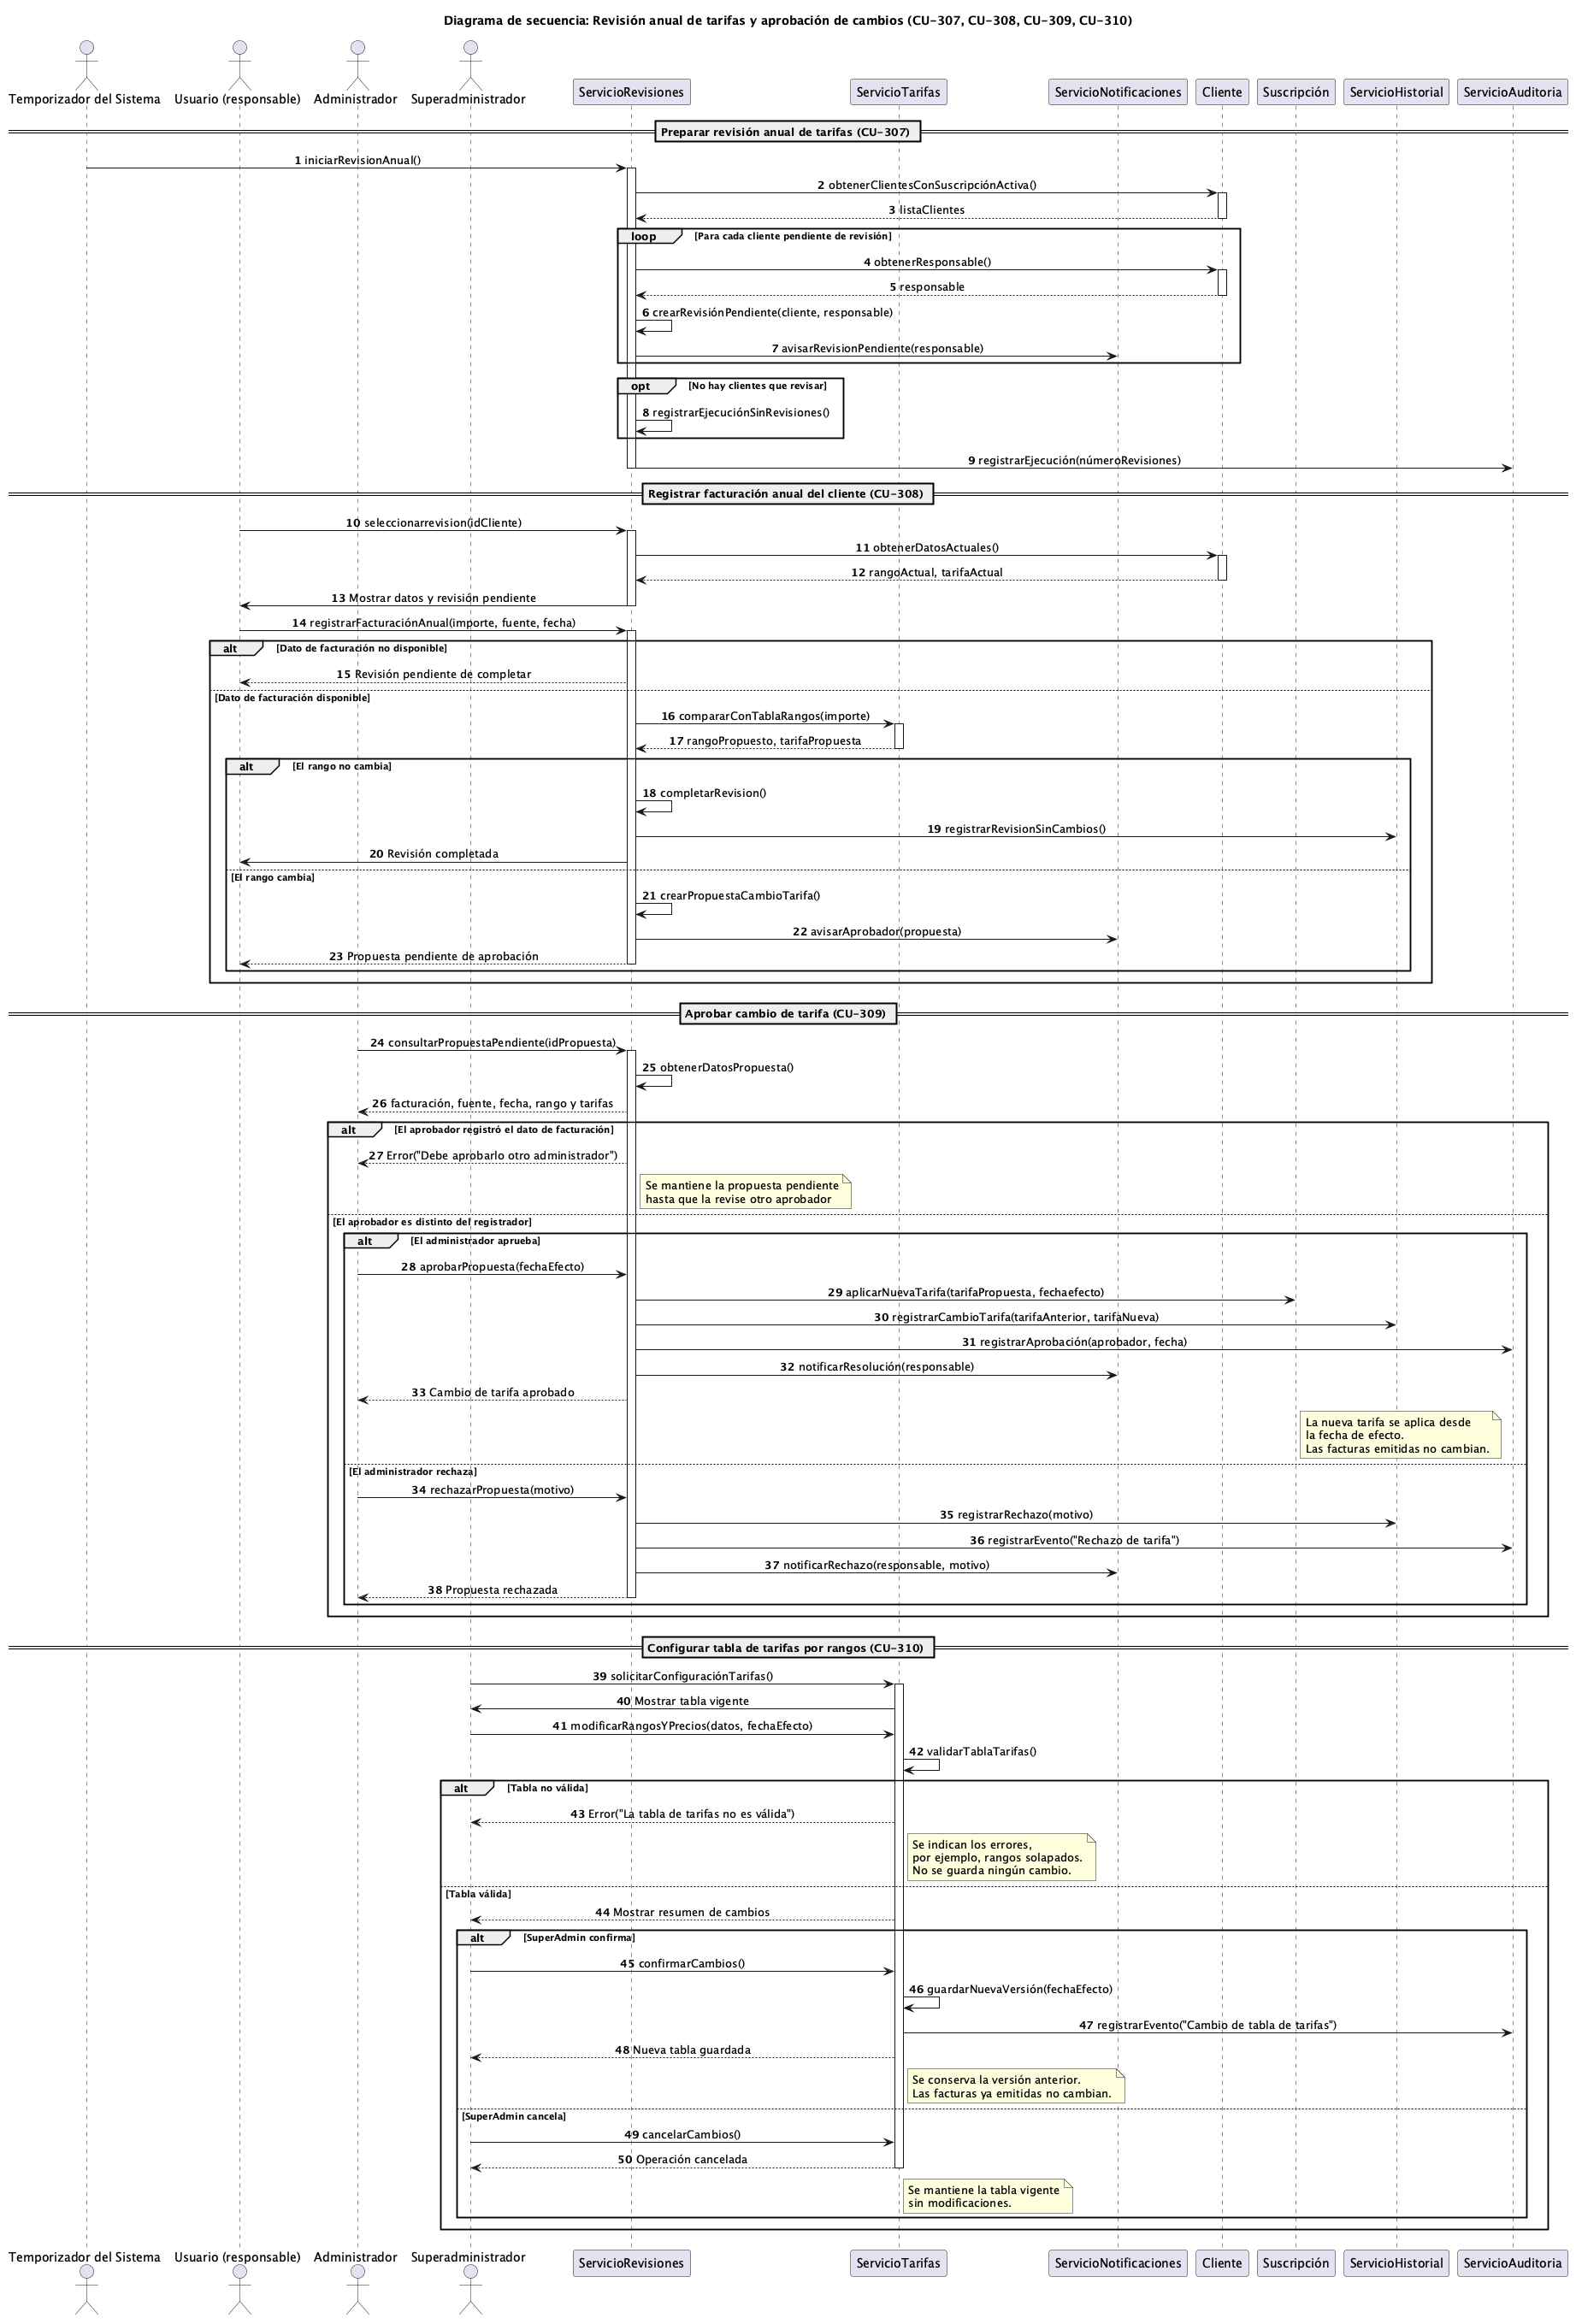 Diagrama de secuencia: Revisión anual de tarifas y aprobación de cambios (CU-307, CU-308, CU-309, CU-310)
Temporizador del Sistema
Usuario (responsable)
Administrador
Superadministrador
ServicioRevisiones
ServicioTarifas
ServicioNotificaciones
Cliente
Suscripción
ServicioHistorial
ServicioAuditoria
Preparar revisión anual de tarifas (CU-307)
1 iniciarRevisionAnual()
2 obtenerClientesConSuscripciónActiva()
3 listaClientes
loop [Para cada cliente pendiente de revisión]
4 obtenerResponsable()
5 responsable
6 crearRevisiónPendiente(cliente, responsable)
7 avisarRevisionPendiente(responsable)
opt [No hay clientes que revisar]
8 registrarEjecuciónSinRevisiones()
9 registrarEjecución(númeroRevisiones)
Registrar facturación anual del cliente (CU-308)
10 seleccionarrevision(idCliente)
11 obtenerDatosActuales()
12 rangoActual, tarifaActual
13 Mostrar datos y revisión pendiente
14 registrarFacturaciónAnual(importe, fuente, fecha)
alt [Dato de facturación no disponible]
15 Revisión pendiente de completar
[Dato de facturación disponible]
16 compararConTablaRangos(importe)
17 rangoPropuesto, tarifaPropuesta
alt [El rango no cambia]
18 completarRevision()
19 registrarRevisionSinCambios()
20 Revisión completada
[El rango cambia]
21 crearPropuestaCambioTarifa()
22 avisarAprobador(propuesta)
23 Propuesta pendiente de aprobación
Aprobar cambio de tarifa (CU-309)
24 consultarPropuestaPendiente(idPropuesta)
25 obtenerDatosPropuesta()
26 facturación, fuente, fecha, rango y tarifas
alt [El aprobador registró el dato de facturación]
27 Error("Debe aprobarlo otro administrador")
Se mantiene la propuesta pendiente
hasta que la revise otro aprobador
[El aprobador es distinto del registrador]
alt [El administrador aprueba]
28 aprobarPropuesta(fechaEfecto)
29 aplicarNuevaTarifa(tarifaPropuesta, fechaefecto)
30 registrarCambioTarifa(tarifaAnterior, tarifaNueva)
31 registrarAprobación(aprobador, fecha)
32 notificarResolución(responsable)
33 Cambio de tarifa aprobado
La nueva tarifa se aplica desde
la fecha de efecto.
Las facturas emitidas no cambian.
[El administrador rechaza]
34 rechazarPropuesta(motivo)
35 registrarRechazo(motivo)
36 registrarEvento("Rechazo de tarifa")
37 notificarRechazo(responsable, motivo)
38 Propuesta rechazada
Configurar tabla de tarifas por rangos (CU-310)
39 solicitarConfiguraciónTarifas()
40 Mostrar tabla vigente
41 modificarRangosYPrecios(datos, fechaEfecto)
42 validarTablaTarifas()
alt [Tabla no válida]
43 Error("La tabla de tarifas no es válida")
Se indican los errores,
por ejemplo, rangos solapados.
No se guarda ningún cambio.
[Tabla válida]
44 Mostrar resumen de cambios
alt [SuperAdmin confirma]
45 confirmarCambios()
46 guardarNuevaVersión(fechaEfecto)
47 registrarEvento("Cambio de tabla de tarifas")
48 Nueva tabla guardada
Se conserva la versión anterior.
Las facturas ya emitidas no cambian.
[SuperAdmin cancela]
49 cancelarCambios()
50 Operación cancelada
Se mantiene la tabla vigente
sin modificaciones.
Temporizador del Sistema
Usuario (responsable)
Administrador
Superadministrador
ServicioRevisiones
ServicioTarifas
ServicioNotificaciones
Cliente
Suscripción
ServicioHistorial
ServicioAuditoria